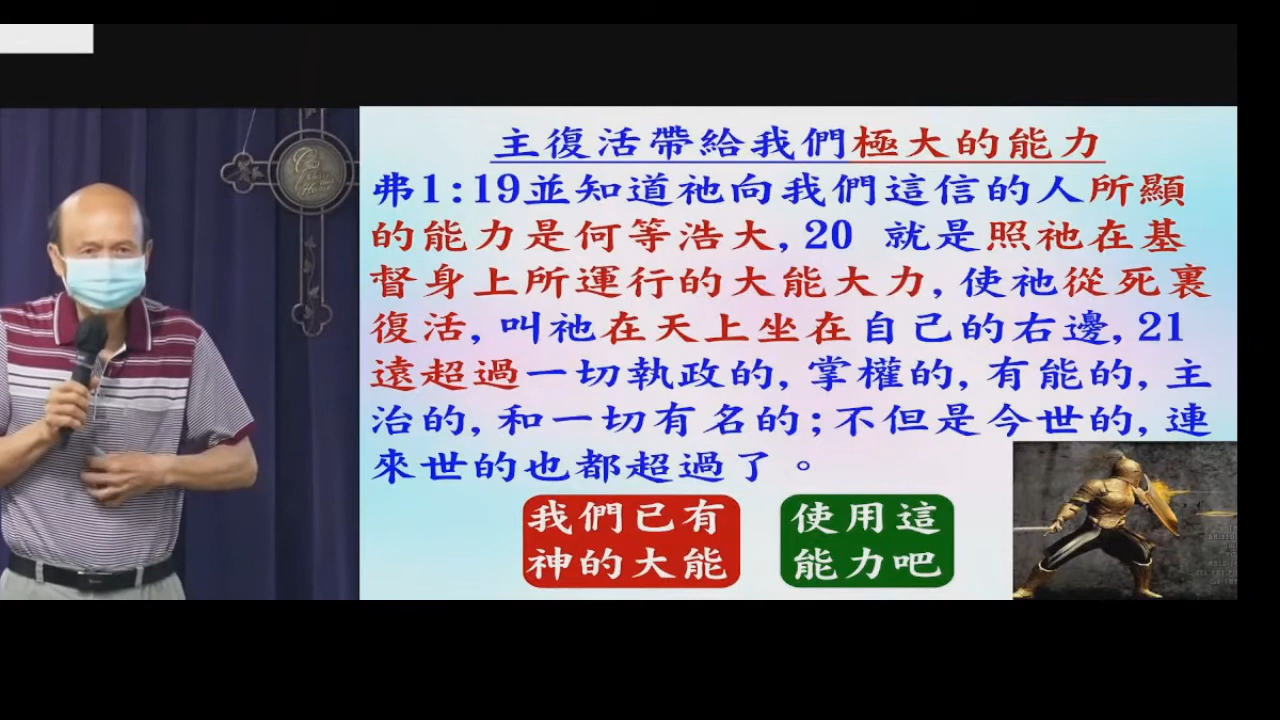 主復活帶給我們極大的能力
弗1:19並知道祂向我們這信的人所顯
的能力是何等浩大,20 就是照祂在基
督身上所運行的大能大力,使祂從死裏
復活,叫祂在天上坐在自己的右邊,21
遠超過一切執政的,掌權的,有能的,主
治的,和一切有名的;不但是今世的,連
來世的也都超過了。
我們已有
神的大能
使用這
能力吧